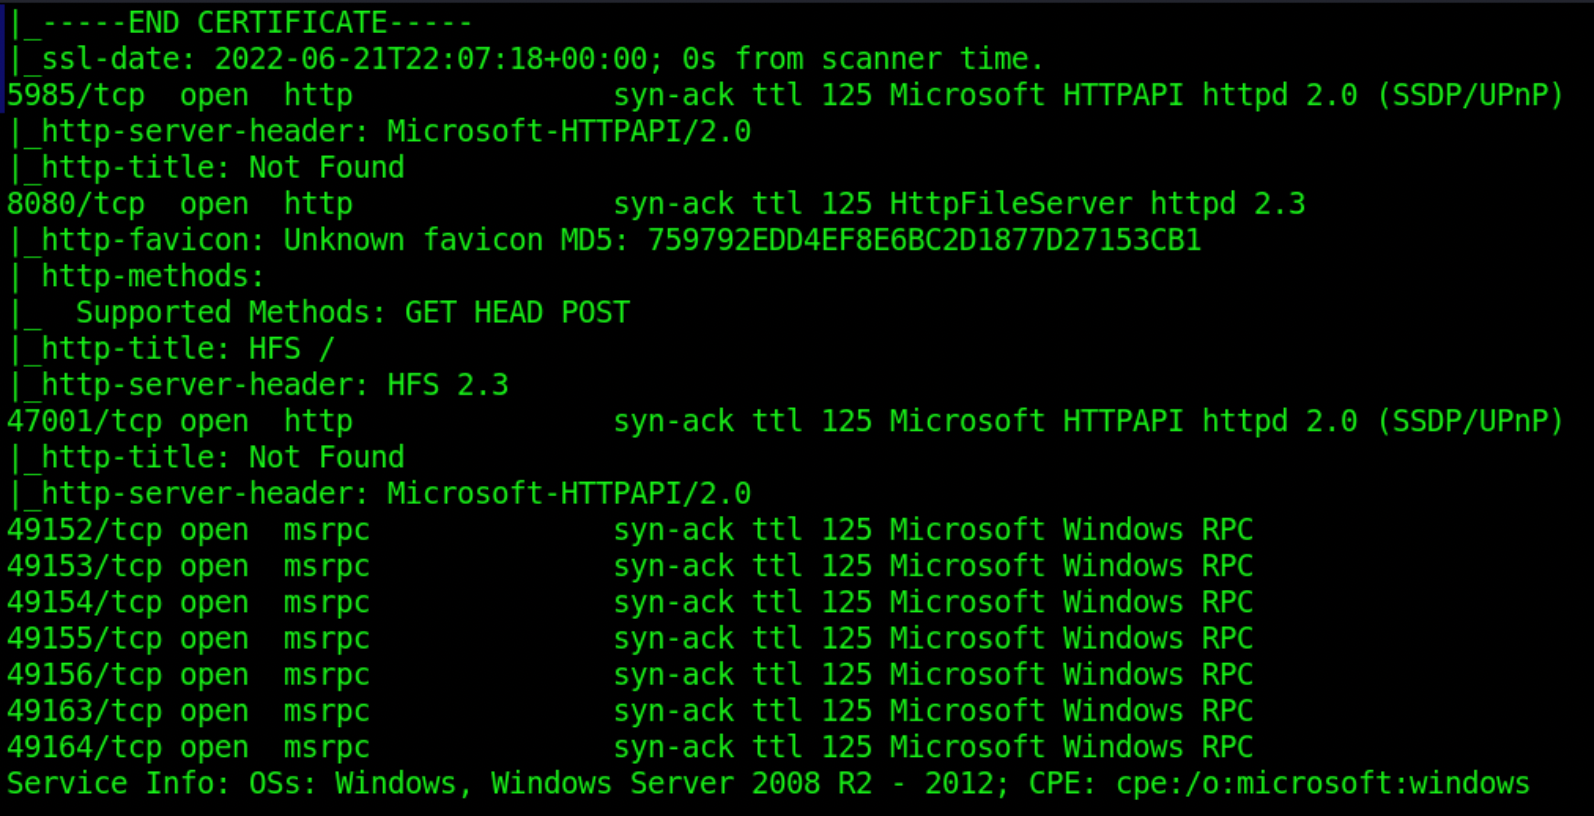 |_-----END CERTIFICATE-----
|_ssl-date: 2022-06-21T22:07:18+00:00; 0s from scanner time.
5985/tcp  open  http               syn-ack ttl 125 Microsoft HTTPAPI httpd 2.0 (SSDP/UPnP)
|_http-server-header: Microsoft-HTTPAPI/2.0
|_http-title: Not Found
8080/tcp  open  http               syn-ack ttl 125 HttpFileServer httpd 2.3
|_http-favicon: Unknown favicon MD5: 759792EDD4EF8E6BC2D1877D27153CB1
| http-methods:
|_  Supported Methods: GET HEAD POST
|_http-title: HFS /
|_http-server-header: HFS 2.3
47001/tcp open  http               syn-ack ttl 125 Microsoft HTTPAPI httpd 2.0 (SSDP/UPnP)
|_http-title: Not Found
|_http-server-header: Microsoft-HTTPAPI/2.0
49152/tcp open  msrpc              syn-ack ttl 125 Microsoft Windows RPC
49153/tcp open  msrpc              syn-ack ttl 125 Microsoft Windows RPC
49154/tcp open  msrpc              syn-ack ttl 125 Microsoft Windows RPC
49155/tcp open  msrpc              syn-ack ttl 125 Microsoft Windows RPC
49156/tcp open  msrpc              syn-ack ttl 125 Microsoft Windows RPC
49163/tcp open  msrpc              syn-ack ttl 125 Microsoft Windows RPC
49164/tcp open  msrpc              syn-ack ttl 125 Microsoft Windows RPC
Service Info: OSs: Windows, Windows Server 2008 R2 - 2012; CPE: cpe:/o:microsoft:windows